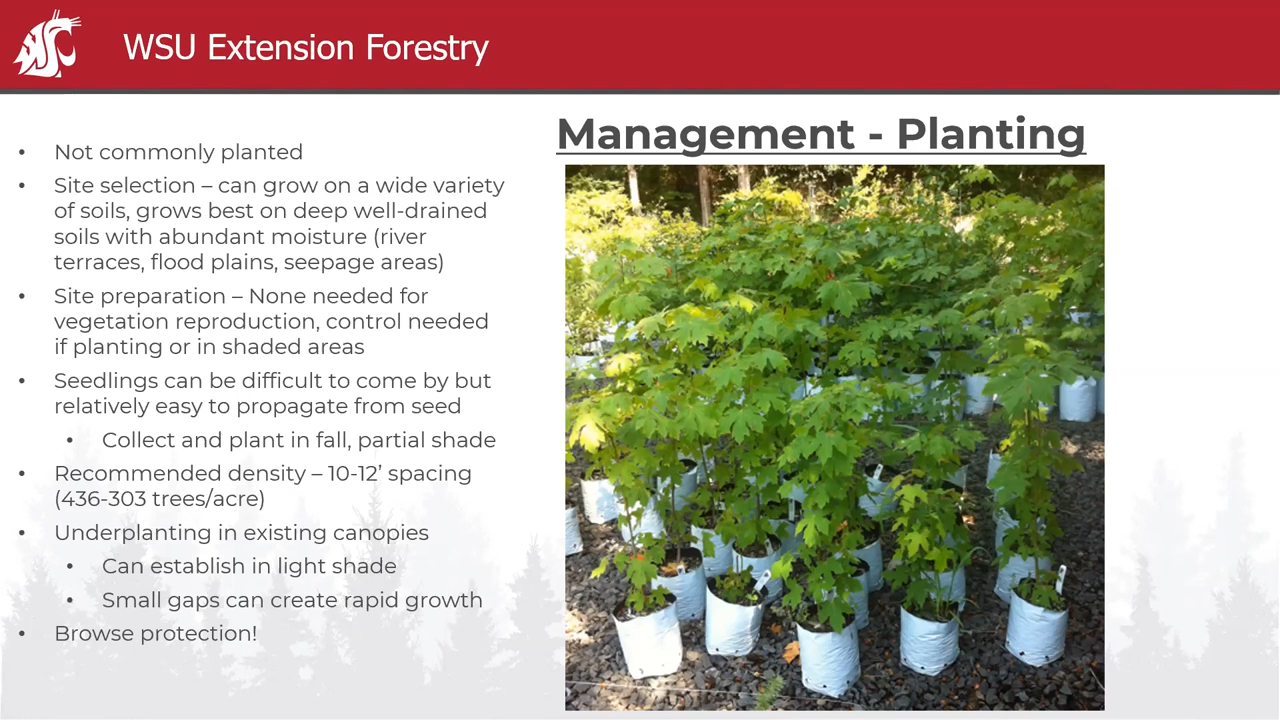 WSU Extension Forestry
Management - Planting
• Not commonly planted
• Site selection – can grow on a wide variety
of soils, grows best on deep well-drained
soils with abundant moisture (river
terraces, flood plains, seepage areas)
• Site preparation – None needed for
vegetation reproduction, control needed
if planting or in shaded areas
• Seedlings can be difficult to come by but
relatively easy to propagate from seed
• Collect and plant in fall, partial shade
• Recommended density – 10-12’ spacing
(436-303 trees/acre)
• Underplanting in existing canopies
• Can establish in light shade
• Small gaps can create rapid growth
• Browse protection!